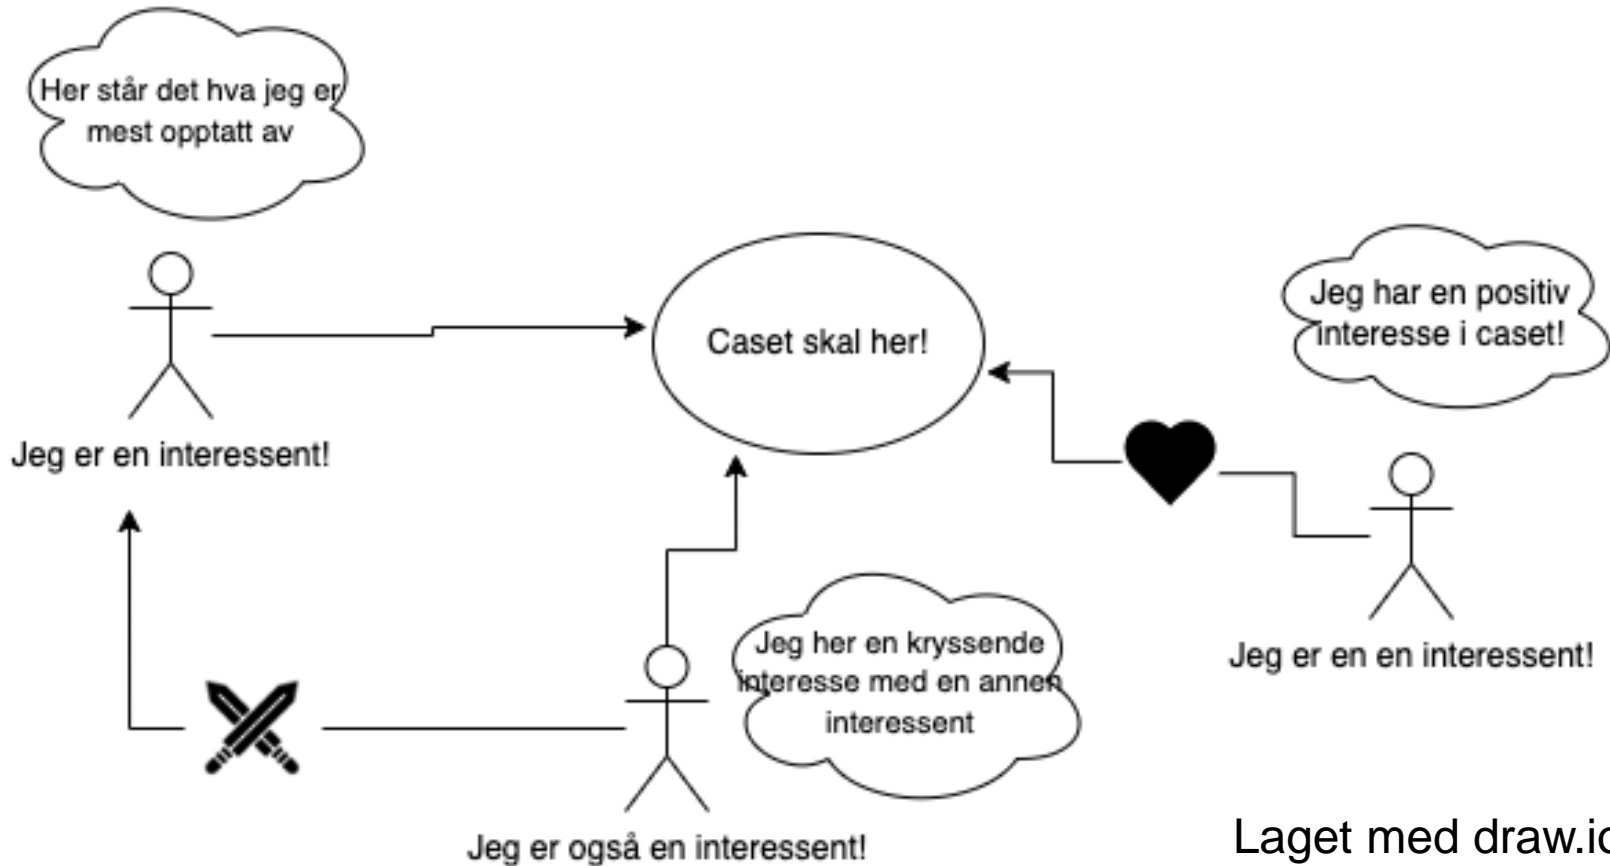 Her står det hva jeg er
mest opptatt av
Jeg er en interessent!
Caset skal her!
Jeg har en positiv
interesse i caset!
Jeg er en en interessent!
Jeg her en kryssende
interesse med en annen
interessent
Jeg er også en interessent!
Laget med draw.io